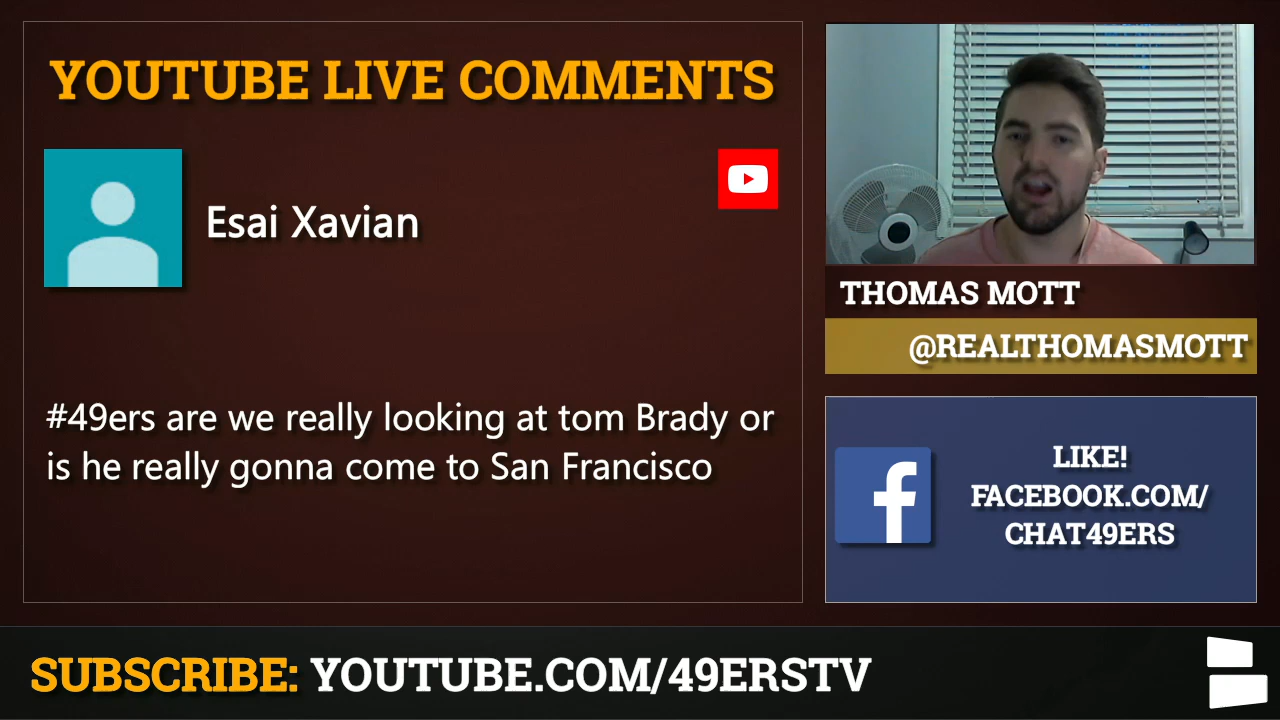 YOUTUBE LIVE COMMENTS
Esai Xavian
#49ers are we really looking at tom Brady or
is he really gonna come to San Francisco
THOMAS MOTT
@REALTHOMASMOTT
LIKE!
FACEBOOK.COM/
CHAT49ERS
SUBSCRIBE: YOUTUBE.COM/49ERSTV